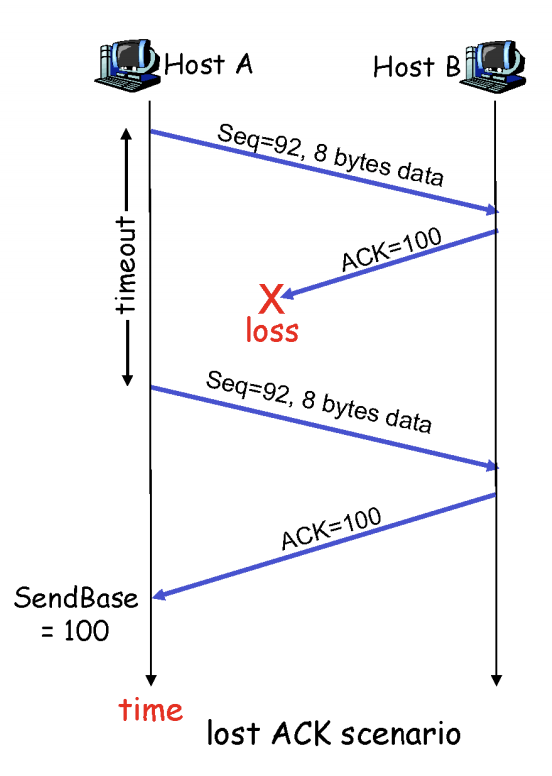 Host A
Host B
Seq=92, 8 bytes data
timeout
ACK=100
X
loss
Seq=92, 8 bytes data
ACK=100
SendBase
= 100
time
lost ACK scenario